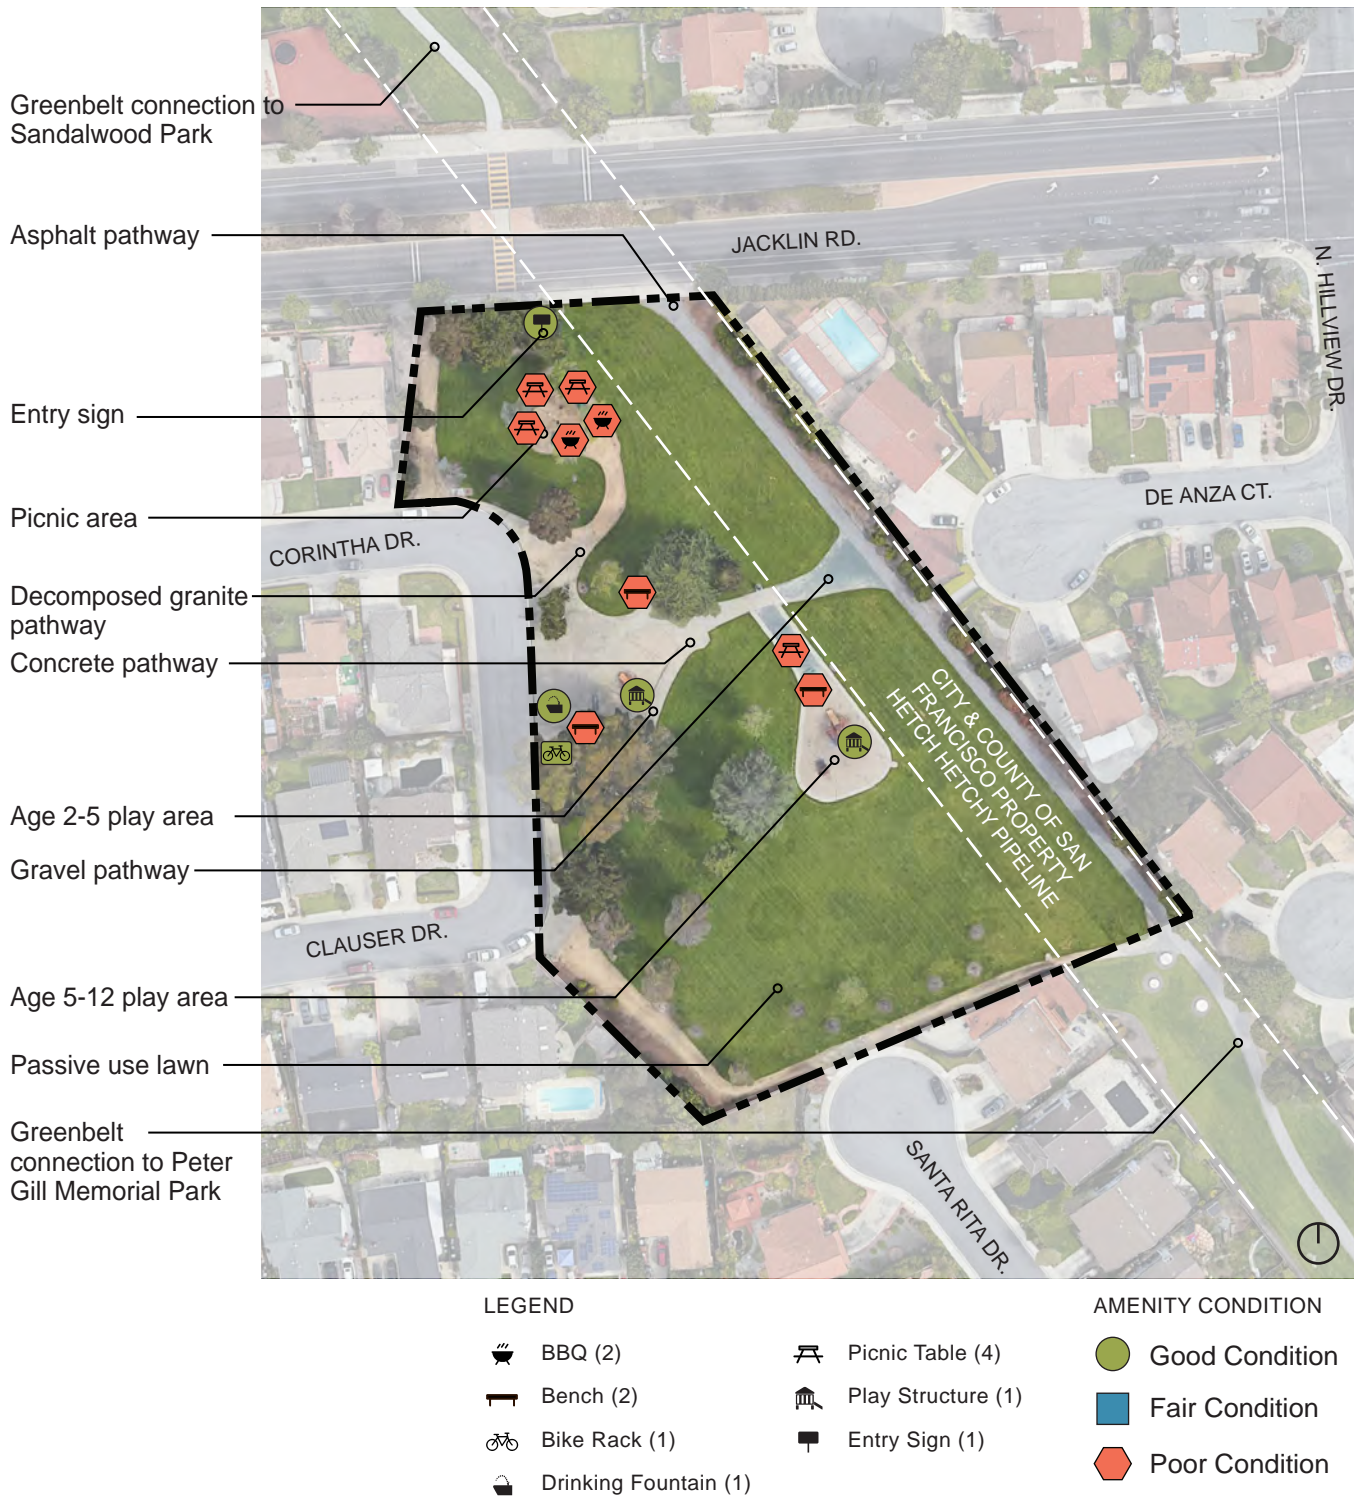 Greenbelt connection to
Sandalwood Park
Asphalt pathway
JACKLIN RD.
N. HILLVIEW DR.
Entry sign
DE ANZA CT.
Picnic area
CORINTHA DR.
Decomposed granite
pathway
Concrete pathway
CITY & COUNTY OF SAN
FRANCISCO PROPERTY
HETCH HETCHY PIPELINE
Age 2-5 play area
Gravel pathway
CLAUSER DR.
Age 5-12 play area
Passive use lawn
Greenbelt
connection to Peter
Gill Memorial Park
SANTA RITA DR.
LEGEND
BBQ (2)
Bench (2)
Bike Rack (1)
Drinking Fountain (1)
Picnic Table (4)
Play Structure (1)
Entry Sign (1)
AMENITY CONDITION
Good Condition
Fair Condition
Poor Condition